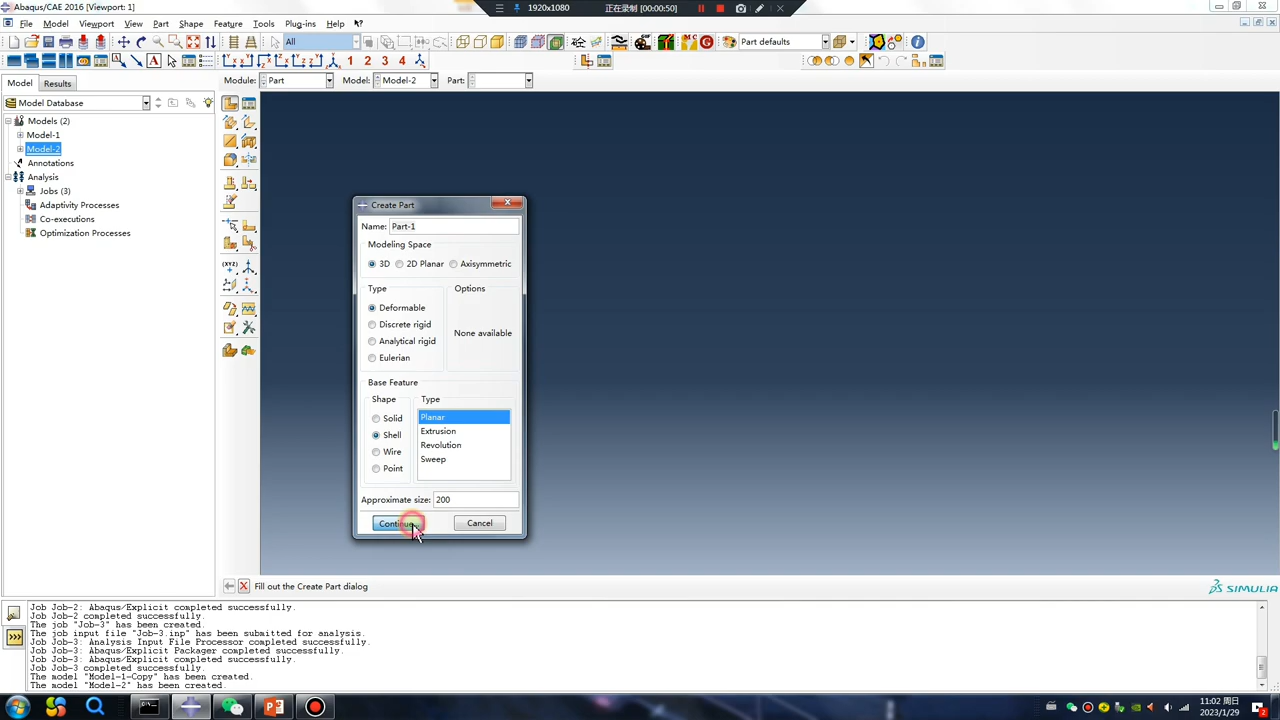 Abaqus/CAE 2016 [Viewport: 1]
1920x1080
正在录制 [00:00:50]
File Model Viewport View Part Shape Feature Tools Plug-ins Help
All
Part defaults
1 2 3 4
Model Results
Module: Part Model: Model-2 Part:
Model Database
Models (2)
Model-1
Model-2
Annotations
Analysis
Jobs (3)
Adaptivity Processes
Co-executions
Optimization Processes
(XYZ)
Create Part
Name: Part-1
Modeling Space
3D 2D Planar Axisymmetric
Type Options
Deformable
Discrete rigid
None available
Analytical rigid
Eulerian
Base Feature
Shape Type
Solid
Shell
Wire
Point
Planar
Extrusion
Revolution
Sweep
Approximate size: 200
Continue... Cancel
Fill out the Create Part dialog
SIMULIA
Job Job-2: Abaqus/Explicit completed successfully.
Job Job-2 completed successfully.
The job "Job-3" has been created.
The job input file "Job-3.inp" has been submitted for analysis.
Job Job-3: Analysis Input File Processor completed successfully.
Job Job-3: Abaqus/Explicit Packager completed successfully.
Job Job-3: Abaqus/Explicit completed successfully.
Job Job-3 completed successfully.
The model "Model-1-Copy" has been created.
The model "Model-2" has been created.
11:02 周日
2023/1/29